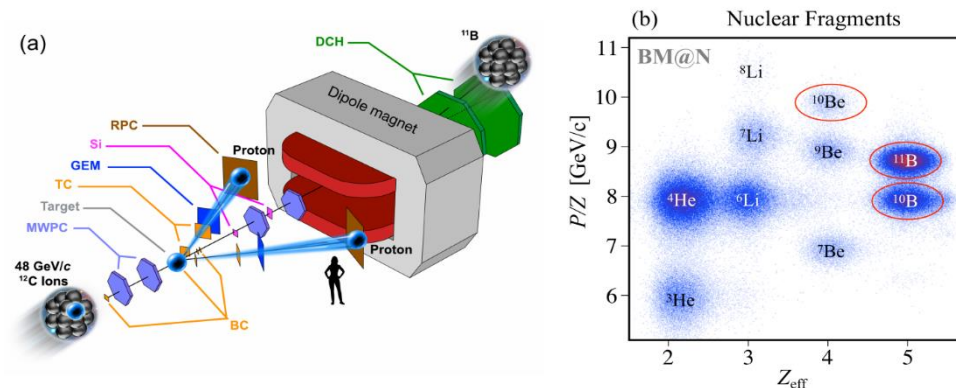 (a)
DCH
¹¹B
Dipole magnet
RPC
Proton
Si
GEM
TC
Target
MWPC
Proton
48 GeV/c
¹²C Ions
BC
(b)
Nuclear Fragments
BM@N
P/Z [GeV/c]
11
10
9
8
7
6
⁸Li
¹⁰Be
⁷Li
⁹Be
¹¹B
⁴He
⁶Li
¹⁰B
⁷Be
³He
2
3
4
5
Z_eff